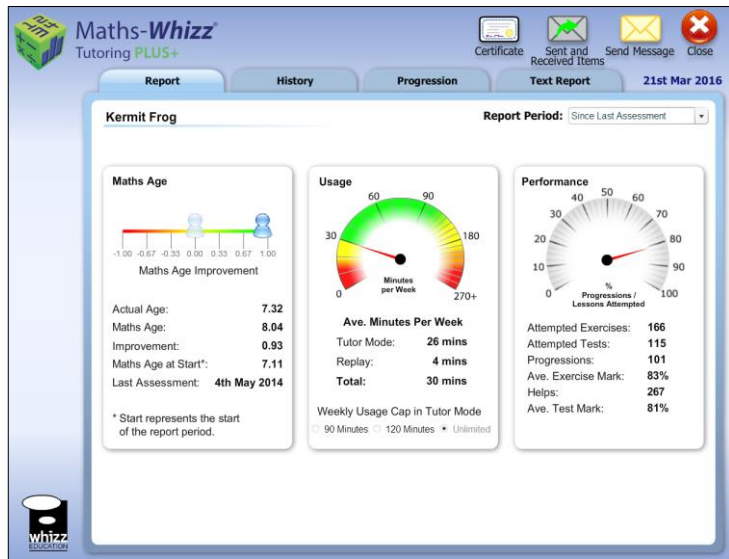 Maths-Whizz®
Tutoring PLUS+
Certificate
Sent and
Received Items
Send Message
Close
Report
History
Progression
Text Report
21st Mar 2016
Kermit Frog
Report Period: Since Last Assessment
Maths Age
-1.00 -0.67 -0.33 0.00 0.33 0.67 1.00
Maths Age Improvement
Actual Age: 7.32
Maths Age: 8.04
Improvement: 0.93
Maths Age at Start*: 7.11
Last Assessment: 4th May 2014
* Start represents the start
of the report period.
Usage
0 30 60 90 180 270+
Minutes
per Week
Ave. Minutes Per Week
Tutor Mode: 26 mins
Replay: 4 mins
Total: 30 mins
Weekly Usage Cap in Tutor Mode
90 Minutes 120 Minutes Unlimited
Performance
0 10 20 30 40 50 60 70 80 90 100
%
Progressions /
Lessons Attempted
Attempted Exercises: 166
Attempted Tests: 115
Progressions: 101
Ave. Exercise Mark: 83%
Helps: 267
Ave. Test Mark: 81%
whizz
EDUCATION